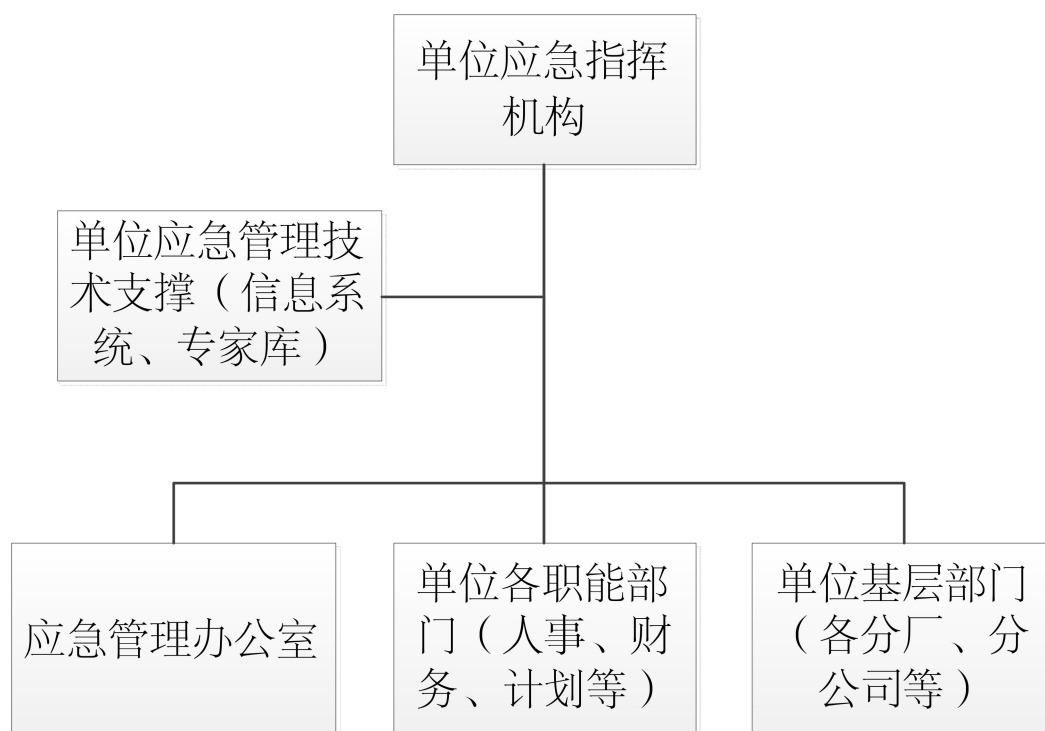 单位应急指挥
机构
单位应急管理技
术支撑（信息系
统、专家库）
应急管理办公室
单位各职能部
门（人事、财
务、计划等）
单位基层部门
（各分厂、分
公司等）